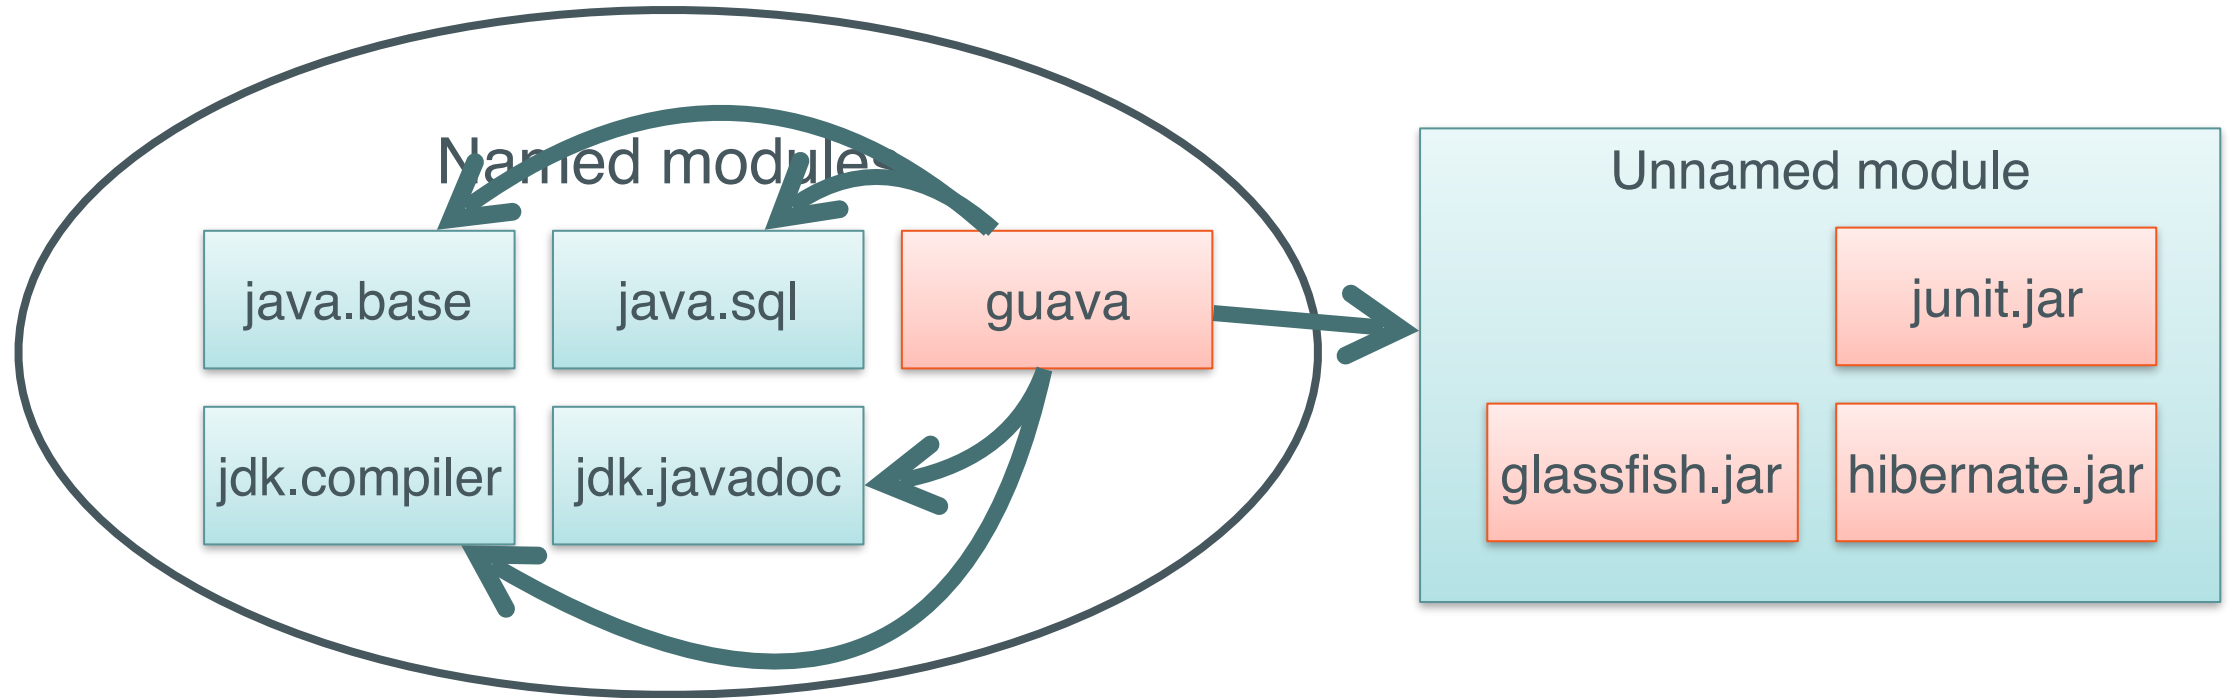 Named modules
java.base
java.sql
guava
jdk.compiler
jdk.javadoc
Unnamed module
junit.jar
glassfish.jar
hibernate.jar